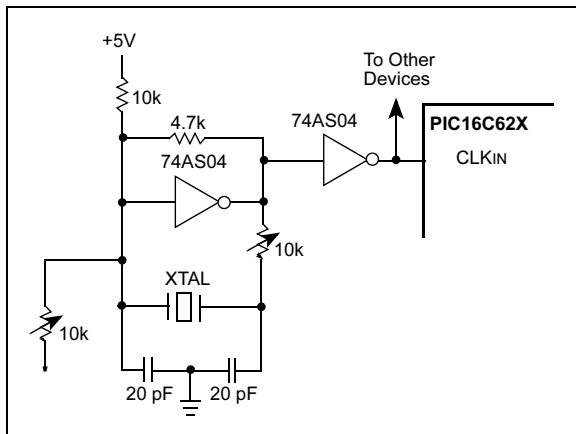 +5V
10k
4.7k
74AS04
74AS04
To Other
Devices
PIC16C62X
CLKIN
10k
XTAL
10k
20 pF
20 pF